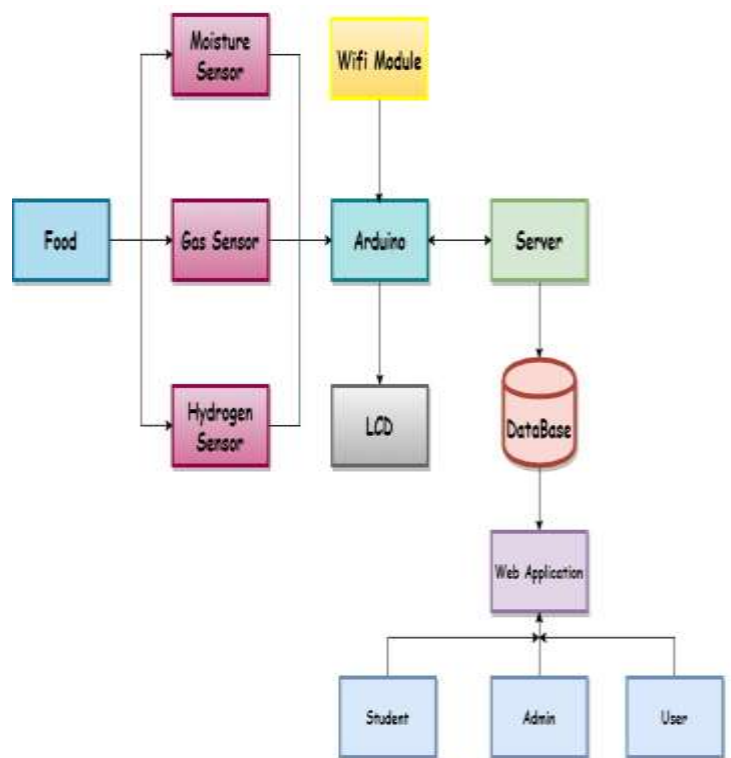 Moisture
Sensor
Wifi Module
Food
Gas Sensor
Arduino
Server
Hydrogen
Sensor
LCD
DataBase
Web Application
Student
Admin
User